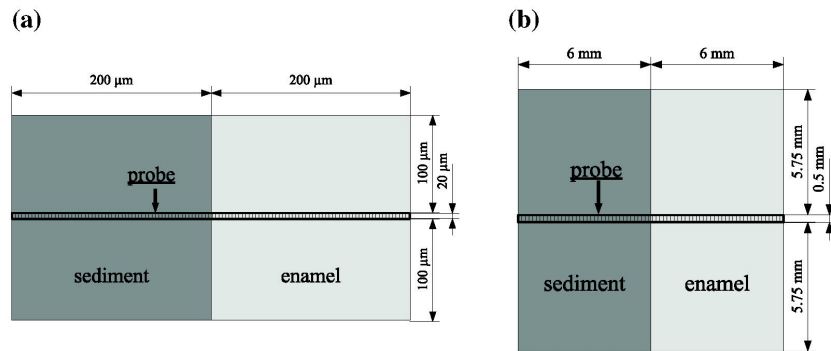 (a)
200 µm
200 µm
probe
100 µm
20 µm
100 µm
sediment
enamel
(b)
6 mm
6 mm
probe
5.75 mm
0.5 mm
5.75 mm
sediment
enamel